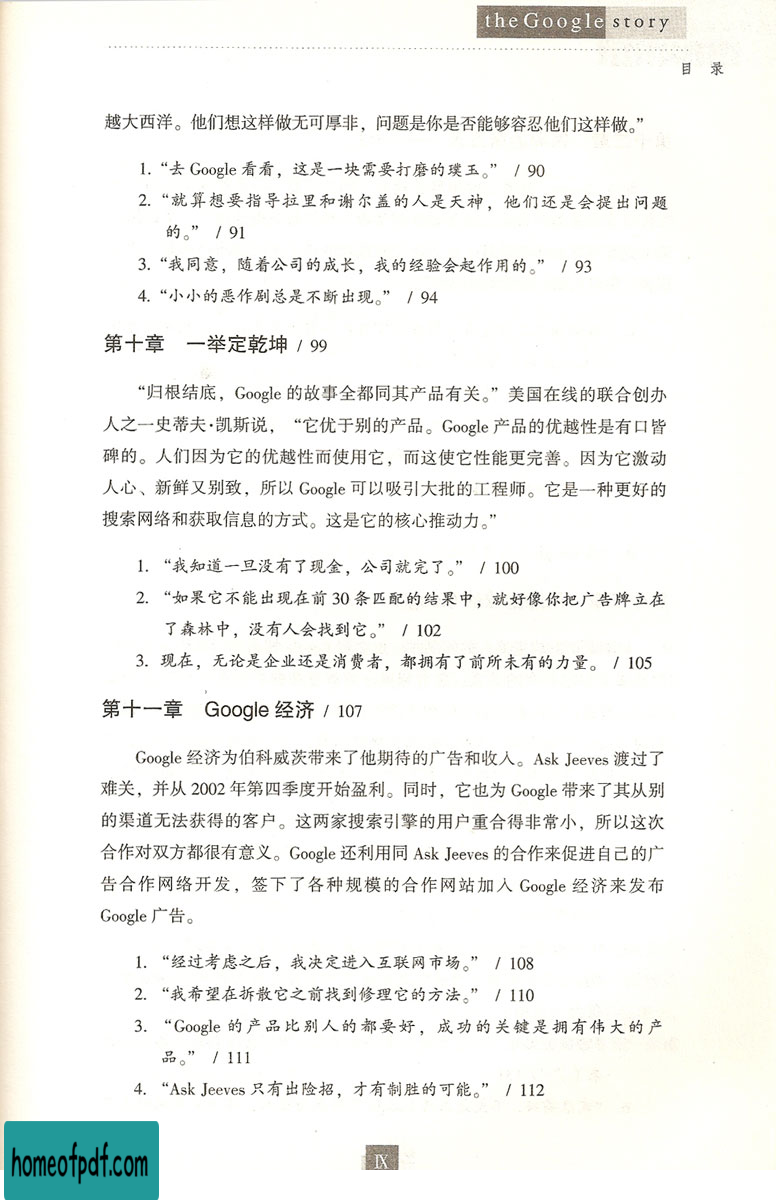 the Google story
目 录
越大西洋。他们想这样做无可厚非，问题是你是否能够容忍他们这样做。”
1. “去 Google 看看，这是一块需要打磨的璞玉。” / 90
2. “就算想要指导拉里和谢尔盖的人是天神，他们还是会提出问题
的。” / 91
3. “我同意，随着公司的成长，我的经验会起作用的。” / 93
4. “小小的恶作剧总是不断出现。” / 94
第十章 一举定乾坤 / 99
“归根结底，Google 的故事全都同其产品有关。”美国在线的联合创办
人之一史蒂夫·凯斯说，“它优于别的产品。Google 产品的优越性是有口皆
碑的。人们因为它的优越性而使用它，而这使它性能更完善。因为它激动
人心、新鲜又别致，所以 Google 可以吸引大批的工程师。它是一种更好的
搜索网络和获取信息的方式。这是它的核心推动力。”
1. “我知道一旦没有了现金，公司就完了。” / 100
2. “如果它不能出现在前 30 条匹配的结果中，就好像你把广告牌立在
了森林中，没有人会找到它。” / 102
3. 现在，无论是企业还是消费者，都拥有了前所未有的力量。 / 105
第十一章 Google 经济 / 107
Google 经济为伯科威茨带来了他期待的广告和收入。Ask Jeeves 渡过了
难关，并从 2002 年第四季度开始盈利。同时，它也为 Google 带来了其从别
的渠道无法获得的客户。这两家搜索引擎的用户重合得非常小，所以这次
合作对双方都很有意义。Google 还利用同 Ask Jeeves 的合作来促进自己的广
告合作网络开发，签下了各种规模的合作网站加入 Google 经济来发布
Google 广告。
1. “经过考虑之后，我决定进入互联网市场。” / 108
2. “我希望在拆散它之前找到修理它的方法。” / 110
3. “Google 的产品比别人的都要好，成功的关键是拥有伟大的产
品。” / 111
4. “Ask Jeeves 只有出险招，才有制胜的可能。” / 112
IX
homeofpdf.com